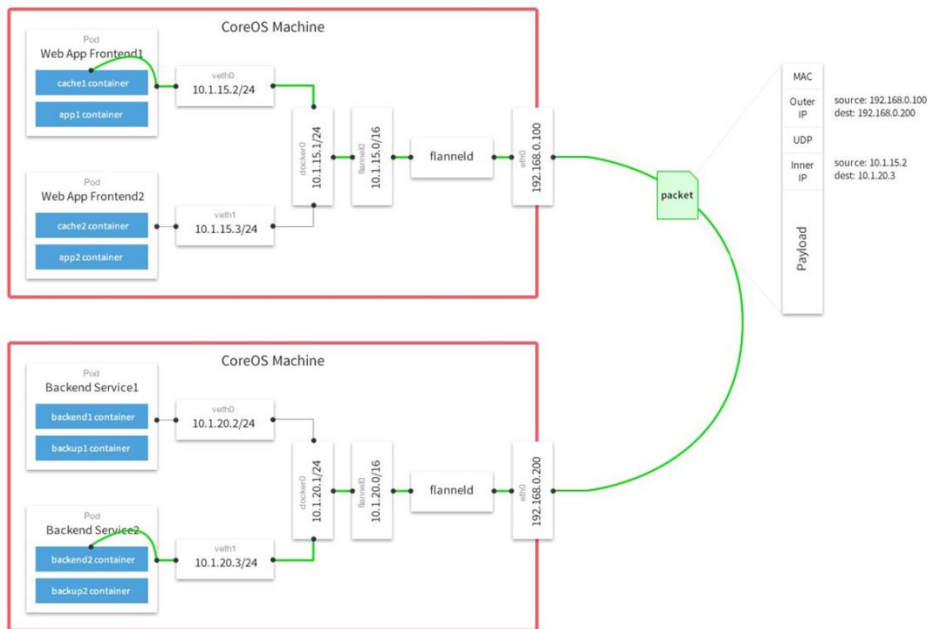 CoreOS Machine
Pod
Web App Frontend1
cache1 container
app1 container
veth0
10.1.15.2/24
Pod
Web App Frontend2
cache2 container
app2 container
veth1
10.1.15.3/24
docker0
10.1.15.1/24
flannel0
10.1.15.0/16
flanneld
eth0
192.168.0.100
packet
MAC
Outer
IP
source: 192.168.0.100
dest: 192.168.0.200
UDP
Inner
IP
source: 10.1.15.2
dest: 10.1.20.3
Payload
CoreOS Machine
Pod
Backend Service1
backend1 container
backup1 container
veth0
10.1.20.2/24
Pod
Backend Service2
backend2 container
backup2 container
veth1
10.1.20.3/24
docker0
10.1.20.1/24
flannel0
10.1.20.0/16
flanneld
eth0
192.168.0.200